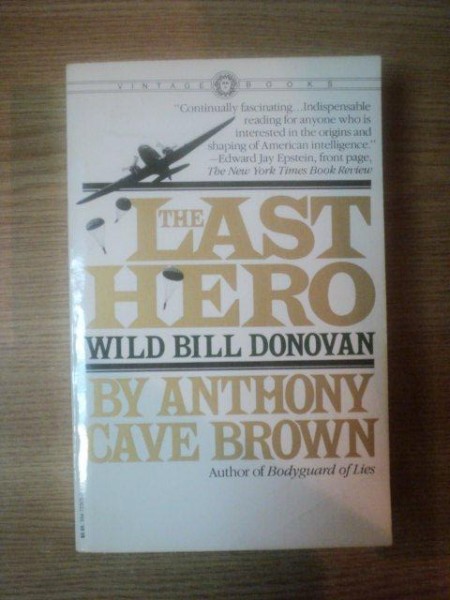 VINTAGE BOOKS
"Continually fascinating...Indispensable
reading for anyone who is
interested in the origins and
shaping of American intelligence."
—Edward Jay Epstein, front page,
The New York Times Book Review
THE
LAST
HERO
WILD BILL DONOVAN
BY ANTHONY
CAVE BROWN
Author of Bodyguard of Lies